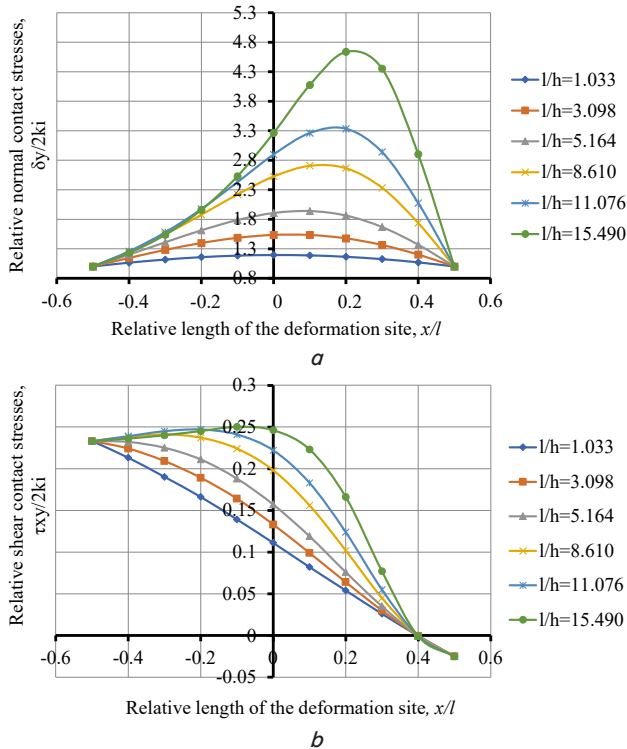 Relative normal contact stresses,
δy/2ki
5.3
4.8
4.3
3.8
3.3
2.8
2.3
1.8
1.3
0.8
-0.6
-0.4
-0.2
0
0.2
0.4
0.6
Relative length of the deformation site, x/l
l/h=1.033
l/h=3.098
l/h=5.164
l/h=8.610
l/h=11.076
l/h=15.490
a
Relative shear contact stresses,
τxy/2ki
0.3
0.25
0.20
0.15
0.10
0.05
0
-0.05
-0.6
-0.4
-0.2
0
0.2
0.4
0.6
Relative length of the deformation site, x/l
l/h=1.033
l/h=3.098
l/h=5.164
l/h=8.610
l/h=11.076
l/h=15.490
b